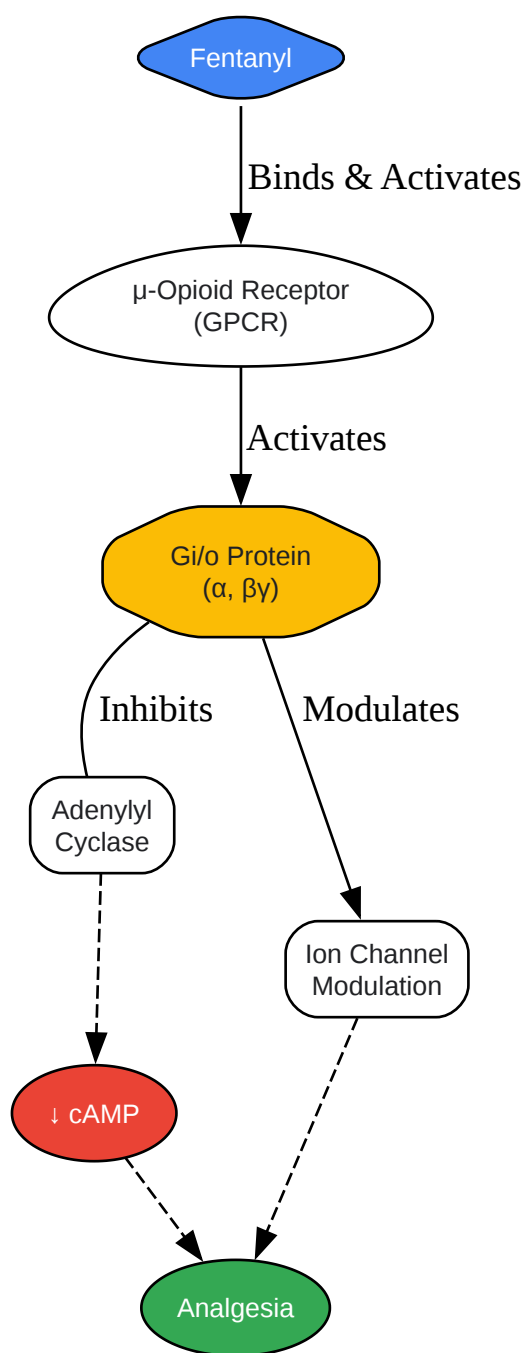 Fentanyl
Binds & Activates
μ-Opioid Receptor
(GPCR)
Activates
Gi/o Protein
(α, βγ)
Inhibits
Modulates
Adenylyl
Cyclase
Ion Channel
Modulation
↓ cAMP
Analgesia